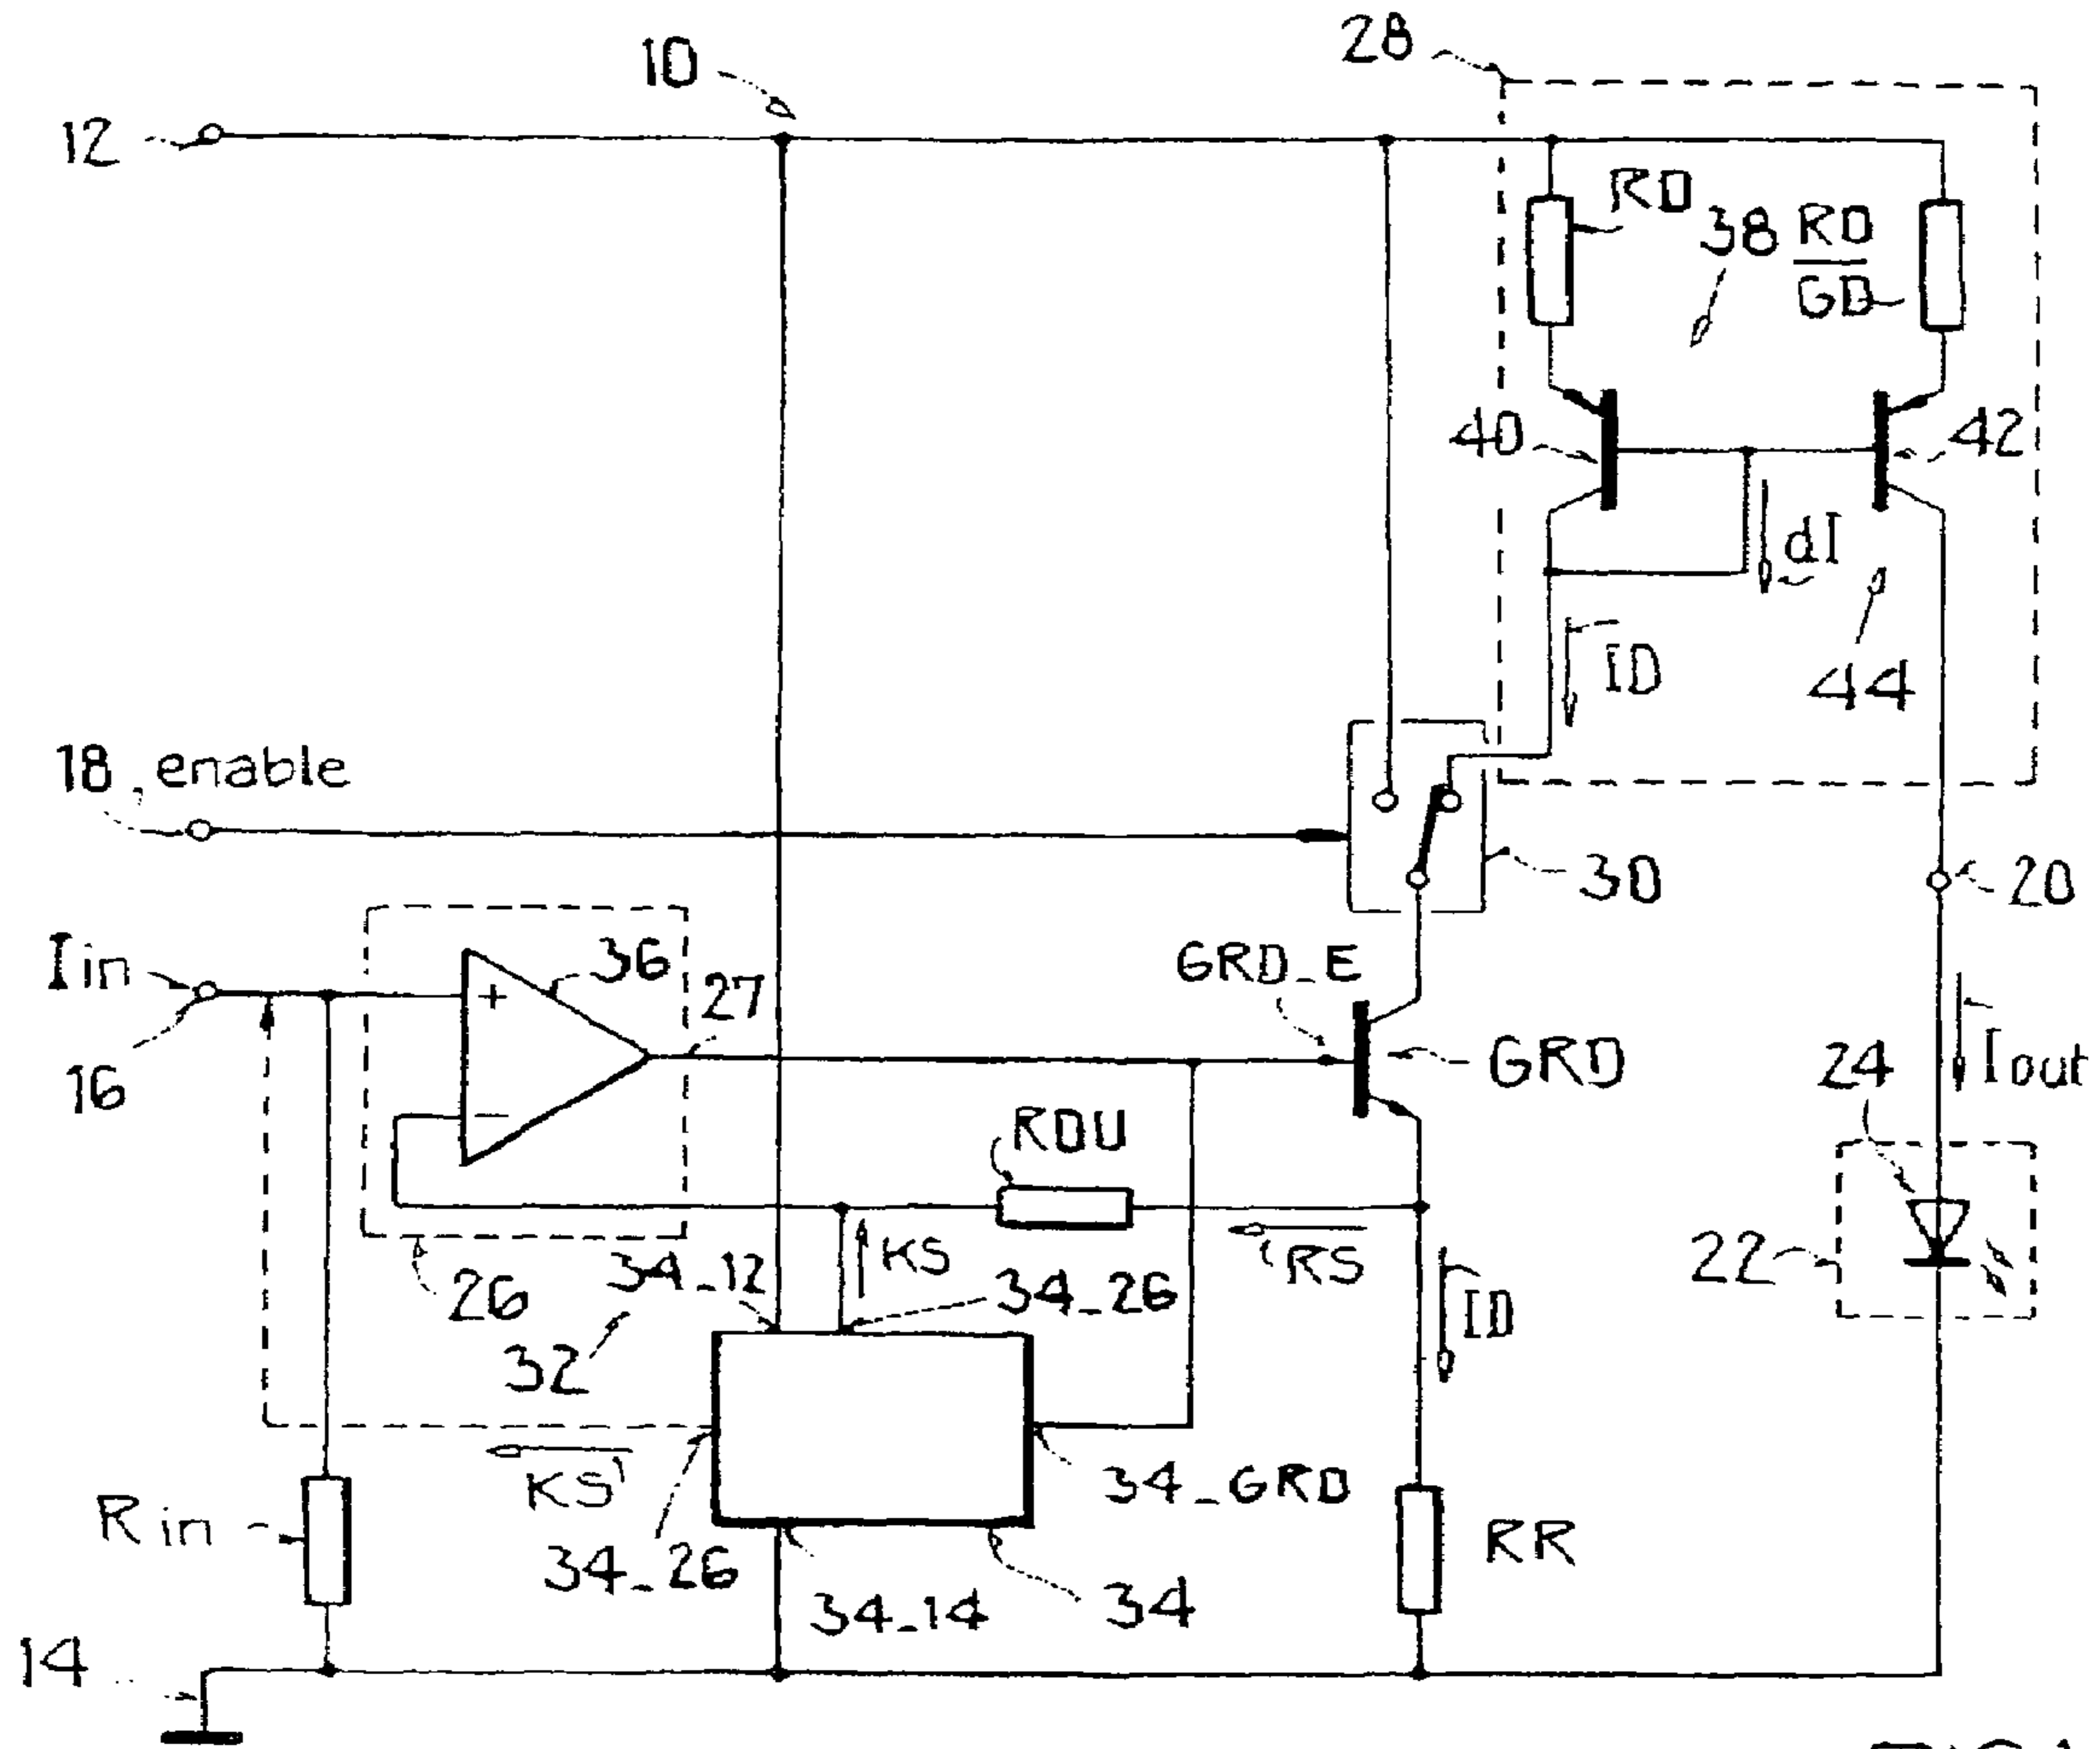 28
10
12
RD
38
RD
GD
40
42
dI
ID
44
18, enable
30
20
Iin
36
27
GRD_E
GRD
24
Iout
16
+
−
RDU
KS
RS
34_12
34_26
26
22
ID
32
KS'
34_GRD
Rin
RR
34_26
34_14
34
14